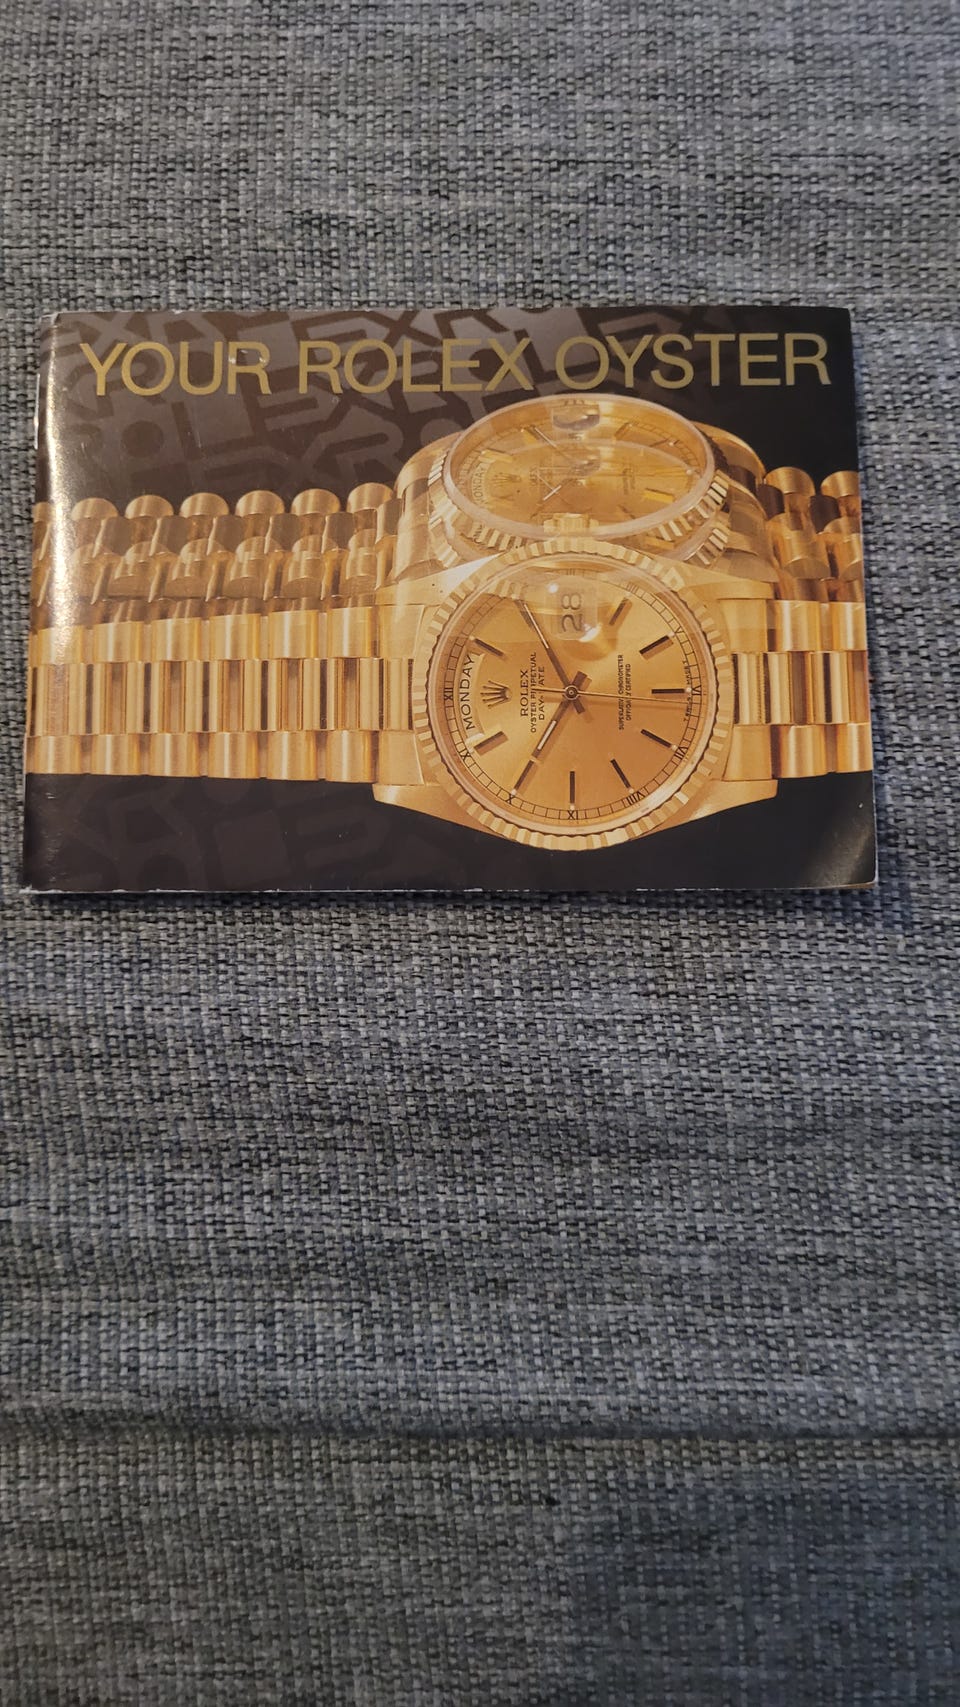 YOUR ROLEX OYSTER
MONDAY
28
ROLEX
OYSTER PERPETUAL
DAY-DATE
SUPERLATIVE CHRONOMETER
OFFICIALLY CERTIFIED